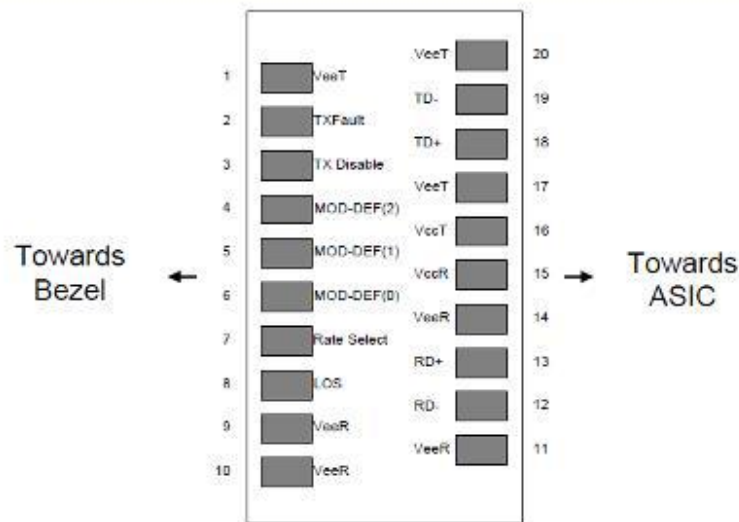 1 VeeT
2 TXFault
3 TX Disable
4 MOD-DEF(2)
5 MOD-DEF(1)
6 MOD-DEF(0)
7 Rate Select
8 LOS
9 VeeR
10 VeeR
VeeT 20
TD- 19
TD+ 18
VeeT 17
VccT 16
VccR 15
VeeR 14
RD+ 13
RD- 12
VeeR 11
Towards
Bezel
Towards
ASIC